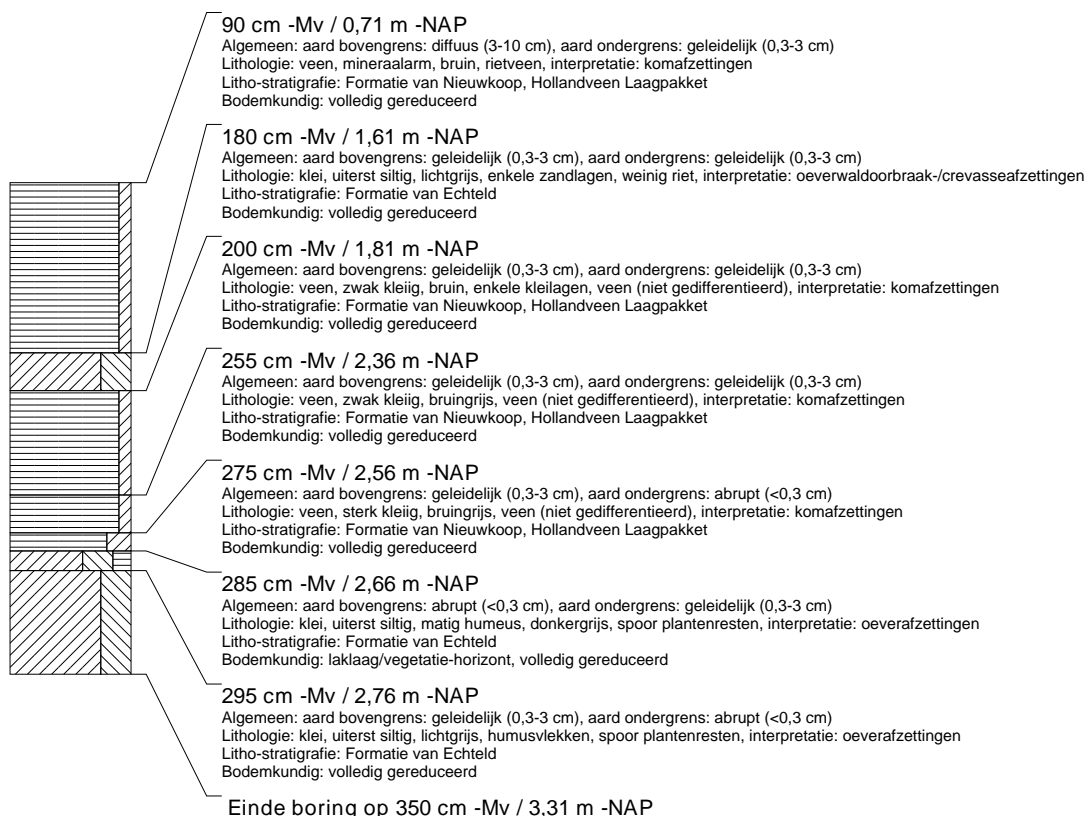 90 cm -Mv / 0,71 m -NAP
Algemeen: aard bovengrens: diffuus (3-10 cm), aard ondergrens: geleidelijk (0,3-3 cm)
Lithologie: veen, mineraalarm, bruin, rietveen, interpretatie: komafzettingen
Litho-stratigrafie: Formatie van Nieuwkoop, Hollandveen Laagpakket
Bodemkundig: volledig gereduceerd
180 cm -Mv / 1,61 m -NAP
Algemeen: aard bovengrens: geleidelijk (0,3-3 cm), aard ondergrens: geleidelijk (0,3-3 cm)
Lithologie: klei, uiterst siltig, lichtgrijs, enkele zandlagen, weinig riet, interpretatie: oeverwaldoorbraak-/crevasseafzettingen
Litho-stratigrafie: Formatie van Echteld
Bodemkundig: volledig gereduceerd
200 cm -Mv / 1,81 m -NAP
Algemeen: aard bovengrens: geleidelijk (0,3-3 cm), aard ondergrens: geleidelijk (0,3-3 cm)
Lithologie: veen, zwak kleiig, bruin, enkele kleilagen, veen (niet gedifferentieerd), interpretatie: komafzettingen
Litho-stratigrafie: Formatie van Nieuwkoop, Hollandveen Laagpakket
Bodemkundig: volledig gereduceerd
255 cm -Mv / 2,36 m -NAP
Algemeen: aard bovengrens: geleidelijk (0,3-3 cm), aard ondergrens: geleidelijk (0,3-3 cm)
Lithologie: veen, zwak kleiig, bruingrijs, veen (niet gedifferentieerd), interpretatie: komafzettingen
Litho-stratigrafie: Formatie van Nieuwkoop, Hollandveen Laagpakket
Bodemkundig: volledig gereduceerd
275 cm -Mv / 2,56 m -NAP
Algemeen: aard bovengrens: geleidelijk (0,3-3 cm), aard ondergrens: abrupt (<0,3 cm)
Lithologie: veen, sterk kleiig, bruingrijs, veen (niet gedifferentieerd), interpretatie: komafzettingen
Litho-stratigrafie: Formatie van Nieuwkoop, Hollandveen Laagpakket
Bodemkundig: volledig gereduceerd
285 cm -Mv / 2,66 m -NAP
Algemeen: aard bovengrens: abrupt (<0,3 cm), aard ondergrens: geleidelijk (0,3-3 cm)
Lithologie: klei, uiterst siltig, matig humeus, donkergrijs, spoor plantenresten, interpretatie: oeverafzettingen
Litho-stratigrafie: Formatie van Echteld
Bodemkundig: laklaag/vegetatie-horizont, volledig gereduceerd
295 cm -Mv / 2,76 m -NAP
Algemeen: aard bovengrens: geleidelijk (0,3-3 cm), aard ondergrens: abrupt (<0,3 cm)
Lithologie: klei, uiterst siltig, lichtgrijs, humusvlekken, spoor plantenresten, interpretatie: oeverafzettingen
Litho-stratigrafie: Formatie van Echteld
Bodemkundig: volledig gereduceerd
Einde boring op 350 cm -Mv / 3,31 m -NAP